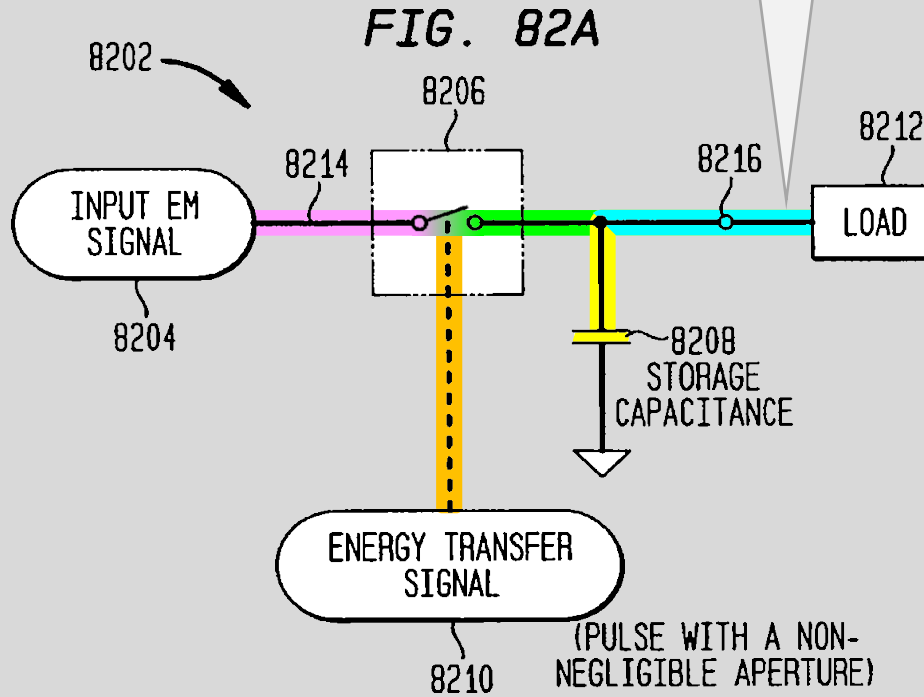 FIG. 82A
8202
8206
8214
8216
8212
INPUT EM
SIGNAL
LOAD
8204
8208
STORAGE
CAPACITANCE
ENERGY TRANSFER
SIGNAL
8210
(PULSE WITH A NON-
NEGLIGIBLE APERTURE)